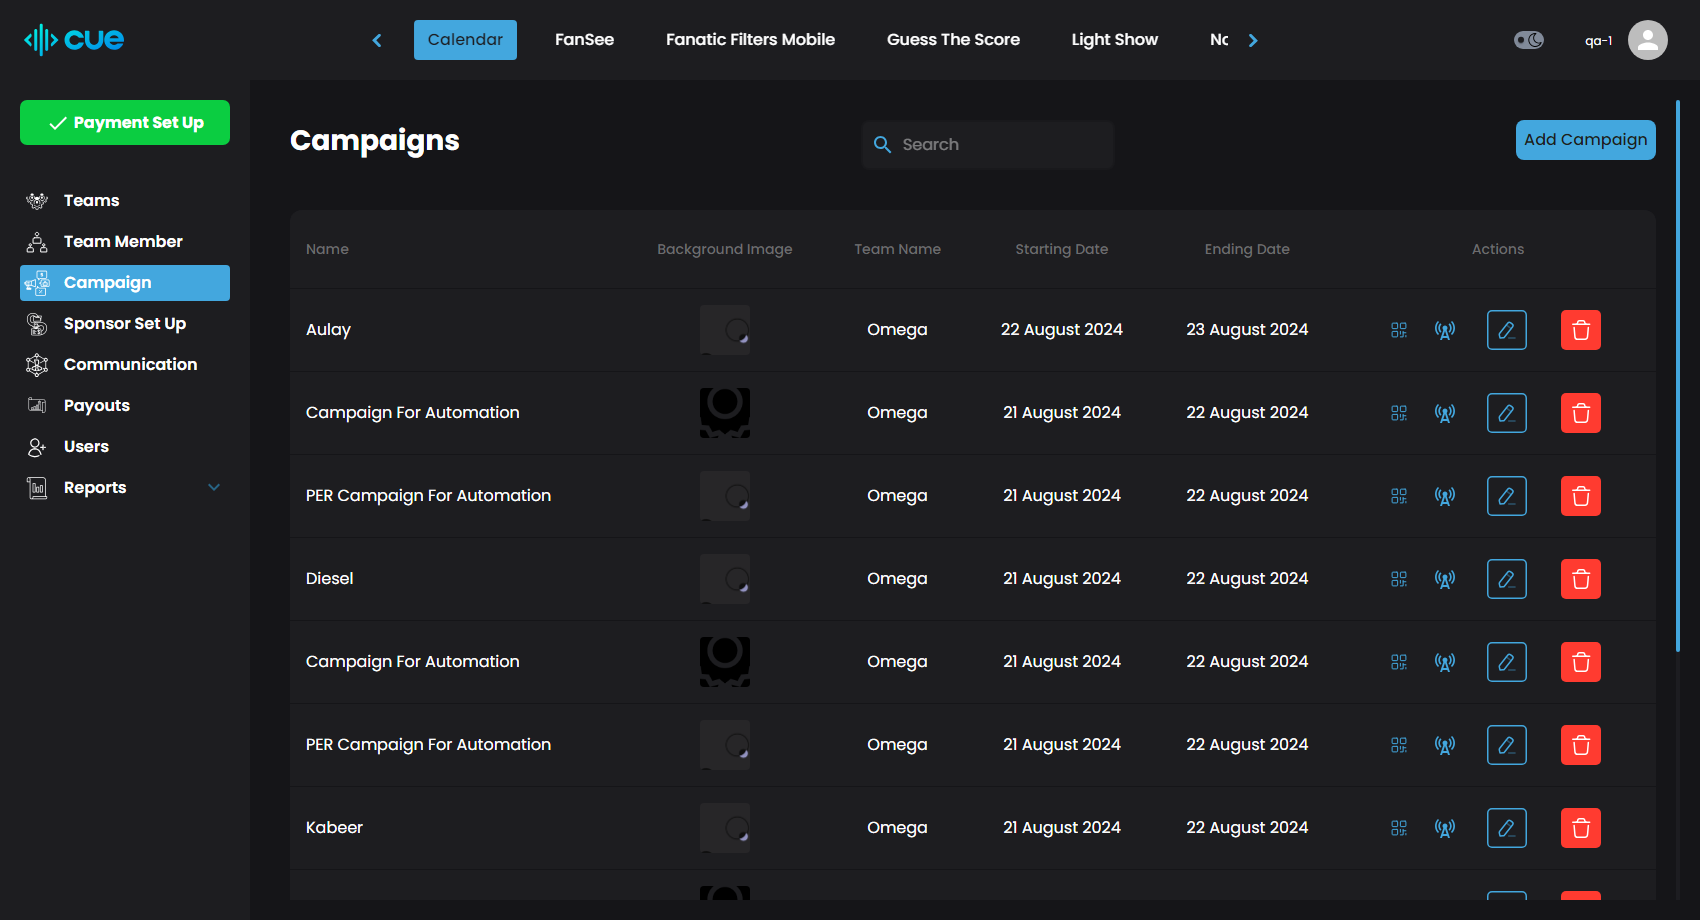 cue
Calendar FanSee Fanatic Filters Mobile Guess The Score Light Show
qa-1
Payment Set Up
Teams
Team Member
Campaign
Sponsor Set Up
Communication
Payouts
Users
Reports
Campaigns
Search
Add Campaign
Name Background Image Team Name Starting Date Ending Date Actions
Aulay Omega 22 August 2024 23 August 2024
Campaign For Automation Omega 21 August 2024 22 August 2024
PER Campaign For Automation Omega 21 August 2024 22 August 2024
Diesel Omega 21 August 2024 22 August 2024
Campaign For Automation Omega 21 August 2024 22 August 2024
PER Campaign For Automation Omega 21 August 2024 22 August 2024
Kabeer Omega 21 August 2024 22 August 2024